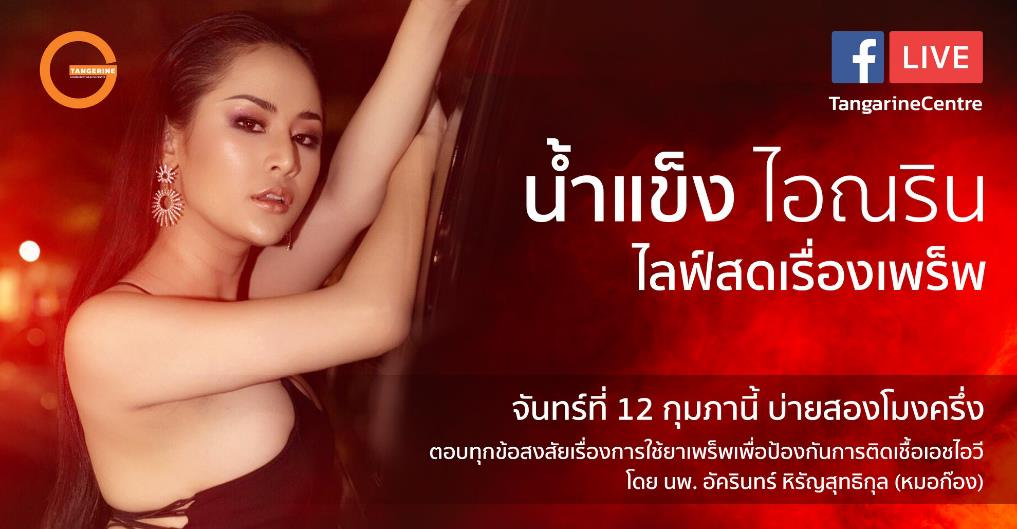 TANGERINE
LIVE
TangarineCentre
น้ำแข็ง ไอณริน
ไลฟ์สดเรื่องเพร็พ
จันทร์ที่ 12 กุมภานี้ บ่ายสองโมงครึ่ง
ตอบทุกข้อสงสัยเรื่องการใช้ยาเพร็พเพื่อป้องกันการติดเชื้อเอชไอวี
โดย นพ. อัครินทร์ หิรัญสุทธิกุล (หมอก๊อง)